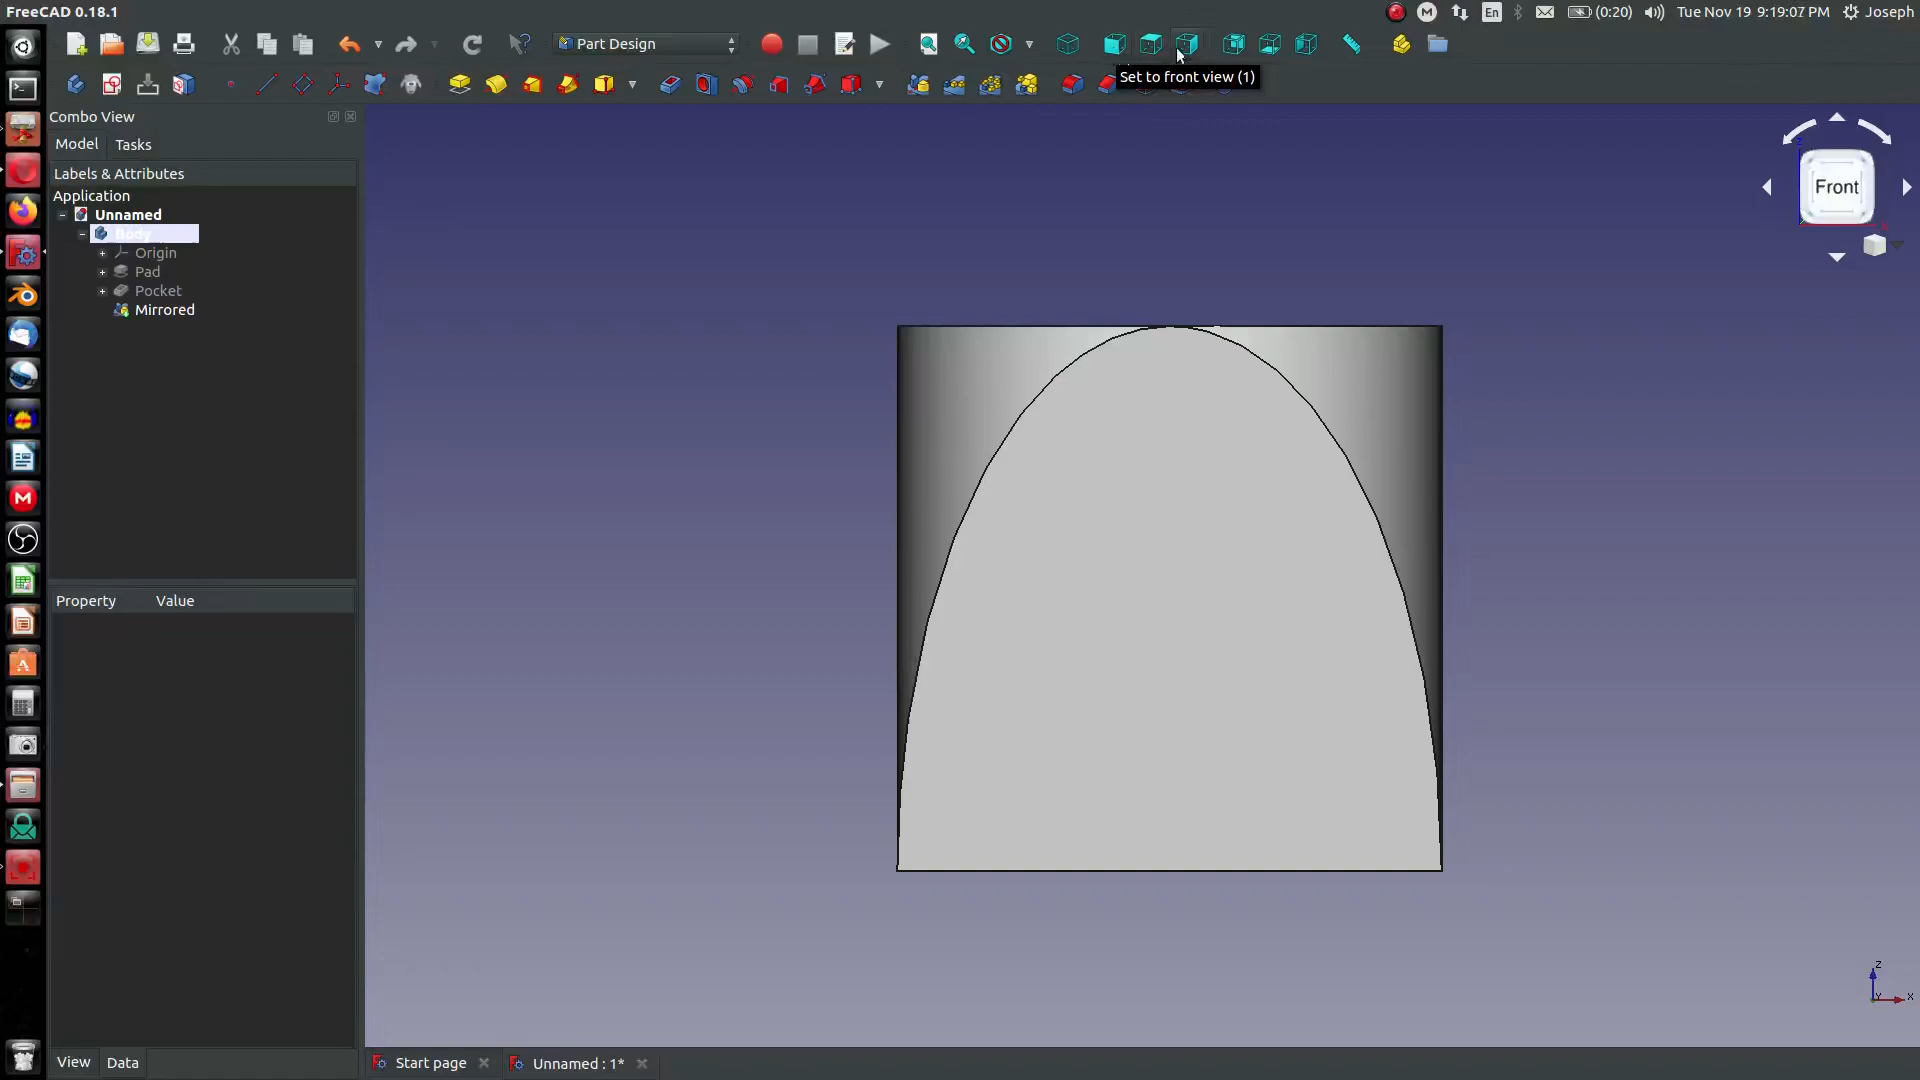 FreeCAD 0.18.1
M
En
(0:20)
Tue Nov 19 9:19:07 PM
Joseph
Part Design
Set to front view (1)
Combo View
Model
Tasks
Labels & Attributes
Application
Unnamed
Body
Origin
Pad
Pocket
Mirrored
Front
Property
Value
Z
Y
X
View
Data
Start page
Unnamed : 1*